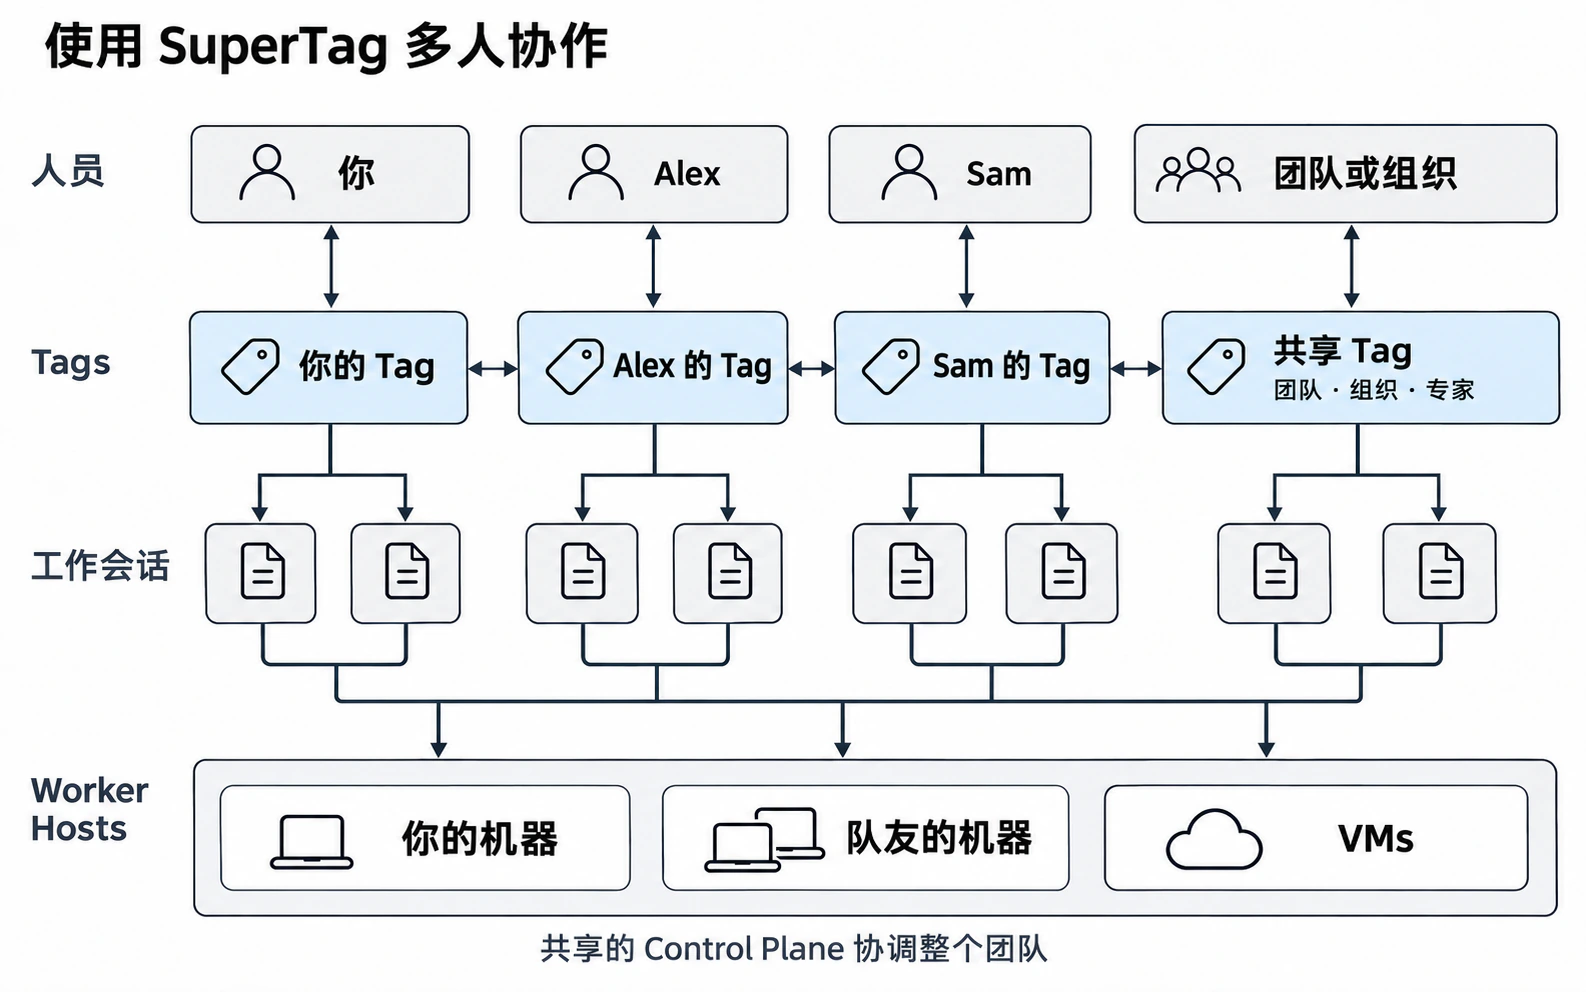 使用 SuperTag 多人协作
人员
你
Alex
Sam
团队或组织
Tags
你的 Tag
Alex 的 Tag
Sam 的 Tag
共享 Tag
团队 · 组织 · 专家
工作会话
Worker
Hosts
你的机器
队友的机器
VMs
共享的 Control Plane 协调整个团队